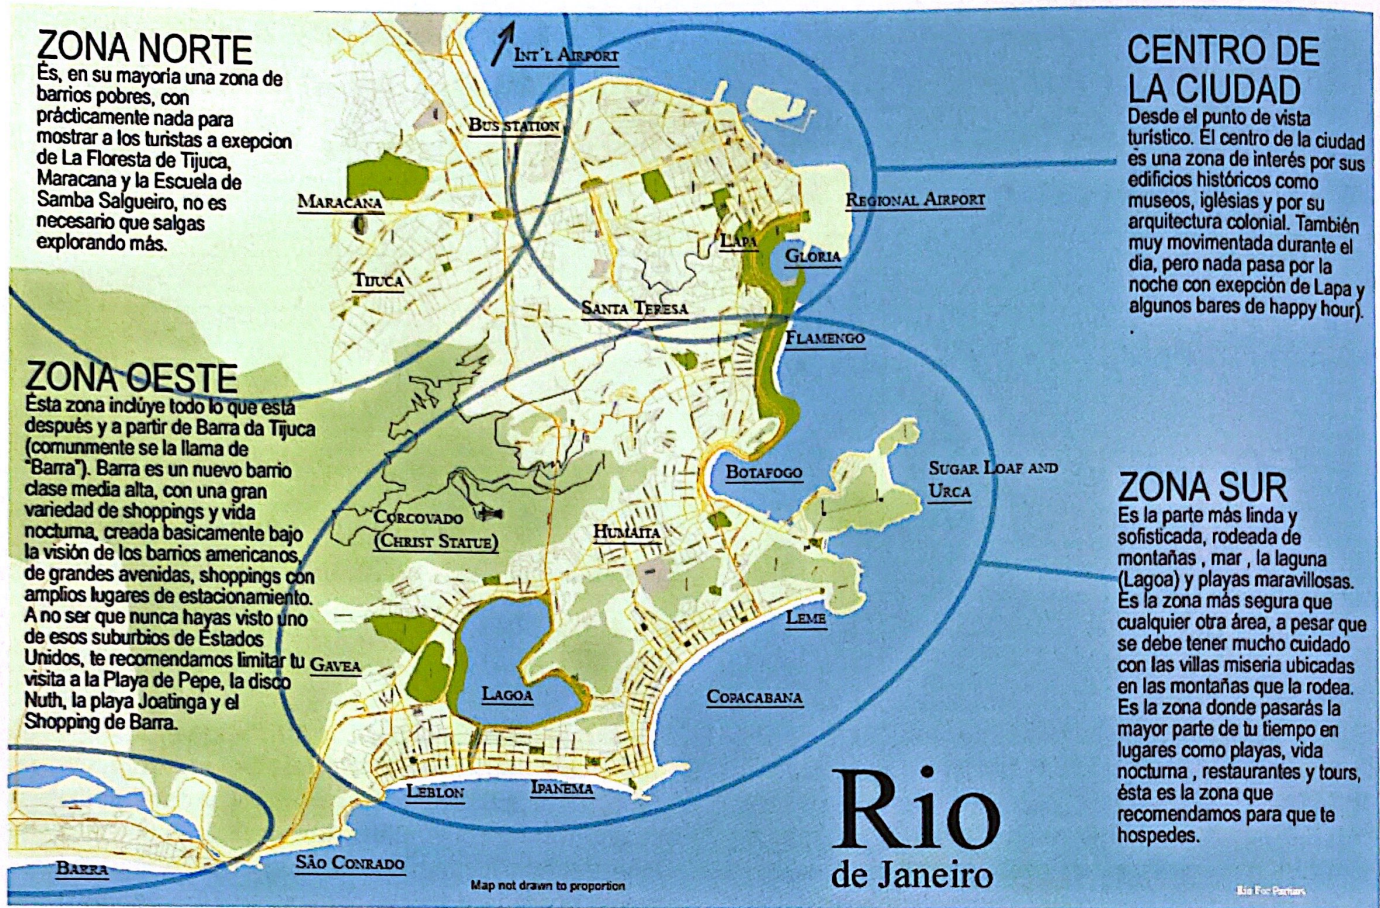 ZONA NORTE
És, en su mayoría una zona de
barrios pobres, con
prácticamente nada para
mostrar a los turistas a exepcion
de La Floresta de Tijuca,
Maracana y la Escuela de
Samba Salgueiro, no es
necesario que salgas
explorando más.
ZONA OESTE
Ésta zona inclúye todo lo que está
después y a partir de Barra da Tijuca
(comunmente se la llama de
"Barra"). Barra es un nuevo barrio
clase media alta, con una gran
variedad de shoppings y vida
nocturna, creada basicamente bajo
la visión de los barrios americanos,
de grandes avenidas, shoppings con
amplios lugares de estacionamiento.
A no ser que nunca hayas visto uno
de esos suburbios de Estados
Unidos, te recomendamos limitar tu
visita a la Playa de Pepe, la disco
Nuth, la playa Joatinga y el
Shopping de Barra.
INT'L AIRPORT
BUS STATION
MARACANA
TIJUCA
LAPA
GLORIA
REGIONAL AIRPORT
SANTA TERESA
FLAMENGO
BOTAFOGO
SUGAR LOAF AND
URCA
CORCOVADO
(CHRIST STATUE)
HUMAITA
LEME
GAVEA
LAGOA
COPACABANA
LEBLON
IPANEMA
SÃO CONRADO
BARRA
CENTRO DE
LA CIUDAD
Desde el punto de vista
turístico. El centro de la ciudad
es una zona de interés por sus
edificios históricos como
museos, iglésias y por su
arquitectura colonial. También
muy movimentada durante el
dia, pero nada pasa por la
noche con exepción de Lapa y
algunos bares de happy hour).
.
ZONA SUR
Es la parte más linda y
sofisticada, rodeada de
montañas , mar , la laguna
(Lagoa) y playas maravillosas.
Es la zona más segura que
cualquier otra área, a pesar que
se debe tener mucho cuidado
con las villas miseria ubicadas
en las montañas que la rodea.
Es la zona donde pasarás la
mayor parte de tu tiempo en
lugares como playas, vida
nocturna , restaurantes y tours,
ésta es la zona que
recomendamos para que te
hospedes.
Rio
de Janeiro
Map not drawn to proportion
Rio For Partiers